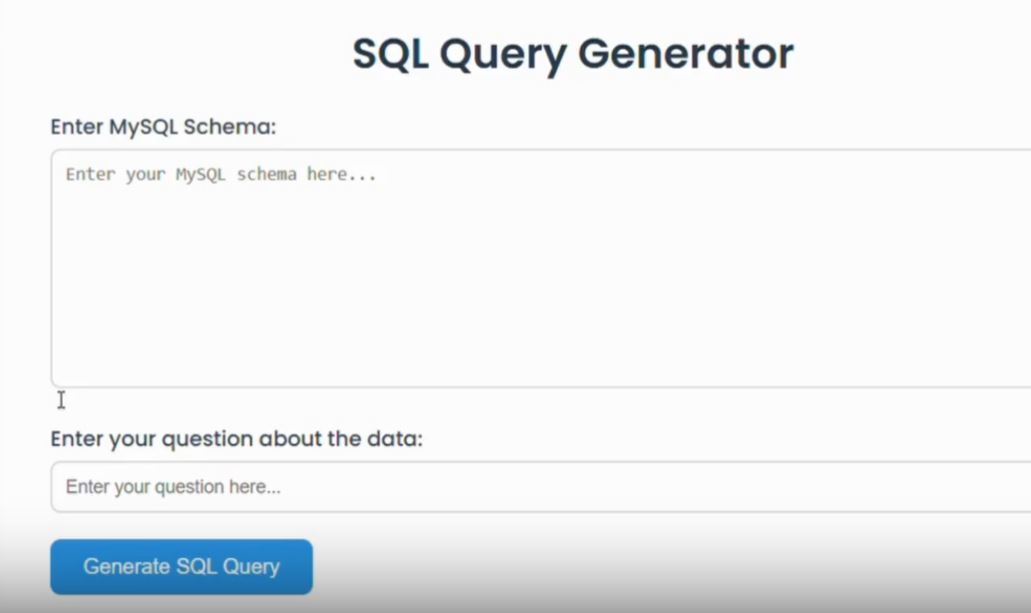 SQL Query Generator
Enter MySQL Schema:
Enter your MySQL schema here...
Enter your question about the data:
Enter your question here...
Generate SQL Query